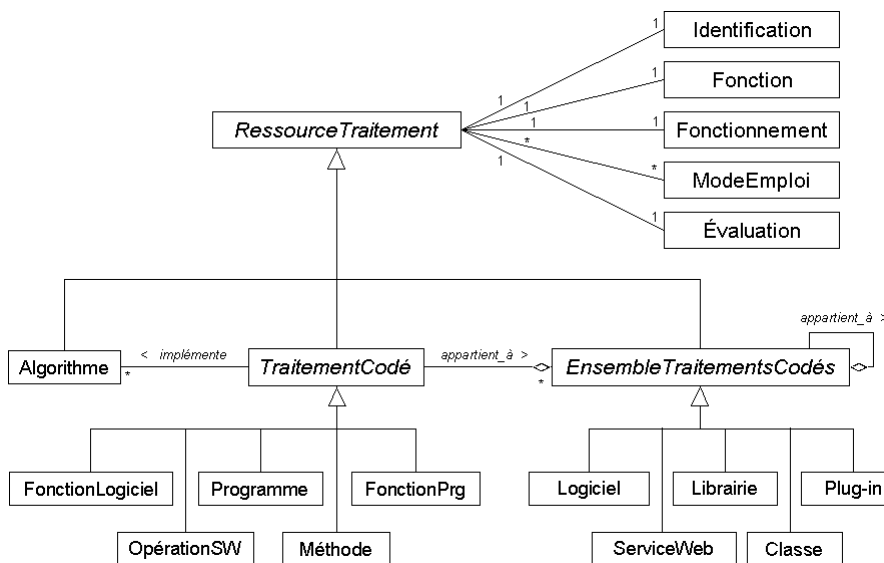 Identification
1
1
Fonction
1
1
RessourceTraitement
Fonctionnement
1
1
*
*
ModeEmploi
1
1
Évaluation
appartient_à >
< implémente
appartient_à >
Algorithme
TraitementCodé
EnsembleTraitementsCodés
*
*
FonctionLogiciel
Programme
FonctionPrg
Logiciel
Librairie
Plug-in
OpérationSW
Méthode
ServiceWeb
Classe